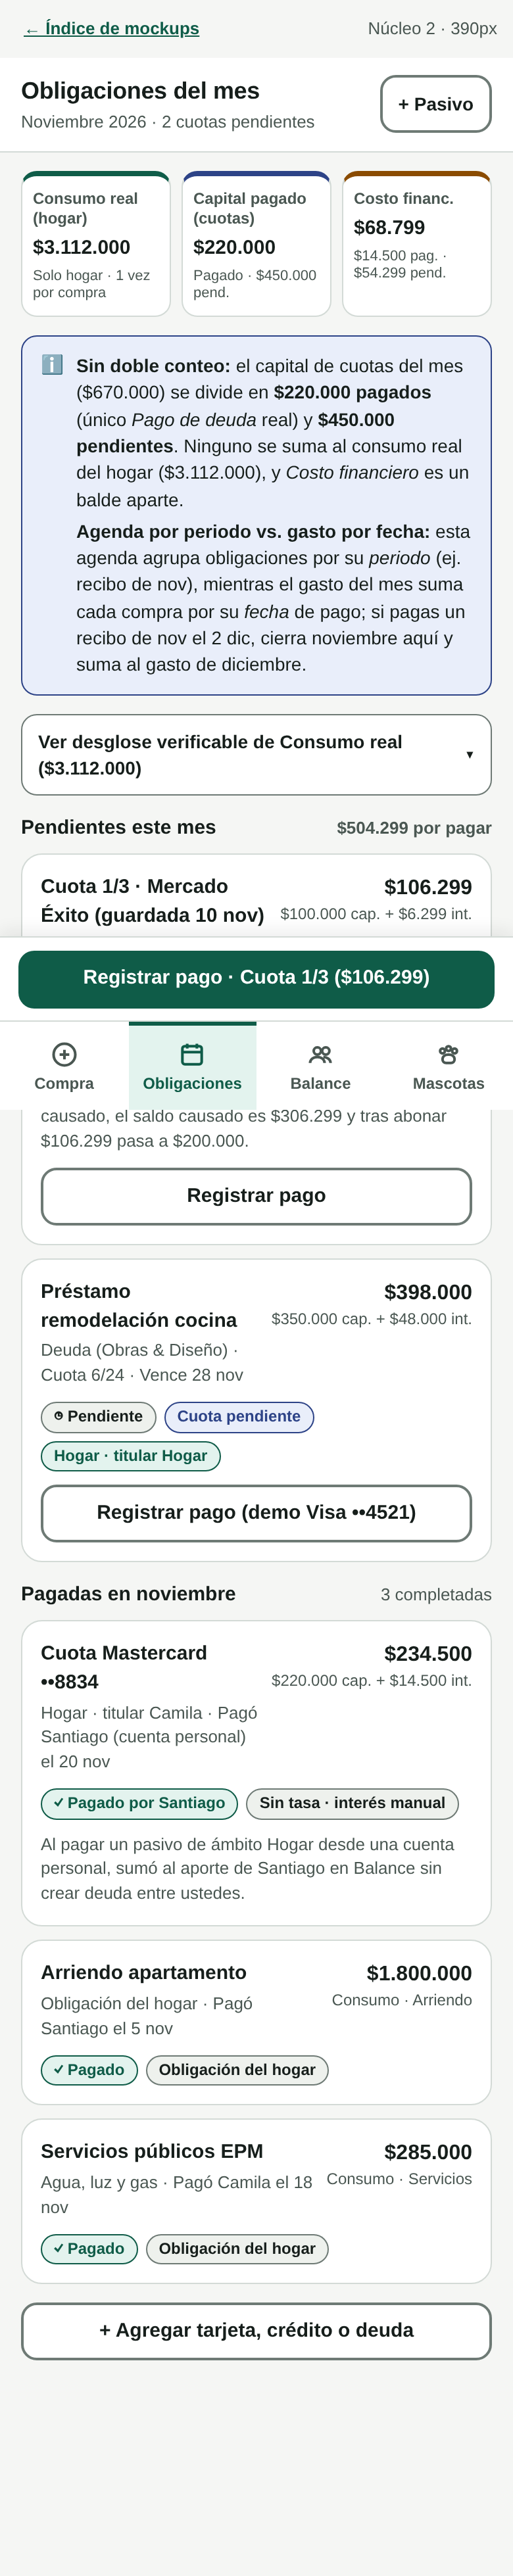 ← Índice de mockups
Núcleo 2 · 390px
Obligaciones del mes
Noviembre 2026 · 2 cuotas pendientes
+ Pasivo
Consumo real
(hogar)
$3.112.000
Solo hogar · 1 vez
por compra
Capital pagado
(cuotas)
$220.000
Pagado · $450.000
pend.
Costo financ.
$68.799
$14.500 pag. ·
$54.299 pend.
Sin doble conteo: el capital de cuotas del mes
($670.000) se divide en $220.000 pagados
(único Pago de deuda real) y $450.000
pendientes. Ninguno se suma al consumo real
del hogar ($3.112.000), y Costo financiero es un
balde aparte.
Agenda por periodo vs. gasto por fecha: esta
agenda agrupa obligaciones por su periodo (ej.
recibo de nov), mientras el gasto del mes suma
cada compra por su fecha de pago; si pagas un
recibo de nov el 2 dic, cierra noviembre aquí y
suma al gasto de diciembre.
Ver desglose verificable de Consumo real
($3.112.000)
Pendientes este mes
$504.299 por pagar
Cuota 1/3 · Mercado
Éxito (guardada 10 nov)
$106.299
$100.000 cap. + $6.299 int.
Registrar pago · Cuota 1/3 ($106.299)
Compra
Obligaciones
Balance
Mascotas
causado, el saldo causado es $306.299 y tras abonar
$106.299 pasa a $200.000.
Registrar pago
Préstamo
remodelación cocina
$398.000
$350.000 cap. + $48.000 int.
Deuda (Obras & Diseño) ·
Cuota 6/24 · Vence 28 nov
Pendiente
Cuota pendiente
Hogar · titular Hogar
Registrar pago (demo Visa ••4521)
Pagadas en noviembre
3 completadas
Cuota Mastercard
••8834
$234.500
$220.000 cap. + $14.500 int.
Hogar · titular Camila · Pagó
Santiago (cuenta personal)
el 20 nov
✓ Pagado por Santiago
Sin tasa · interés manual
Al pagar un pasivo de ámbito Hogar desde una cuenta
personal, sumó al aporte de Santiago en Balance sin
crear deuda entre ustedes.
Arriendo apartamento
$1.800.000
Consumo · Arriendo
Obligación del hogar · Pagó
Santiago el 5 nov
✓ Pagado
Obligación del hogar
Servicios públicos EPM
$285.000
Consumo · Servicios
Agua, luz y gas · Pagó Camila el 18
nov
✓ Pagado
Obligación del hogar
+ Agregar tarjeta, crédito o deuda